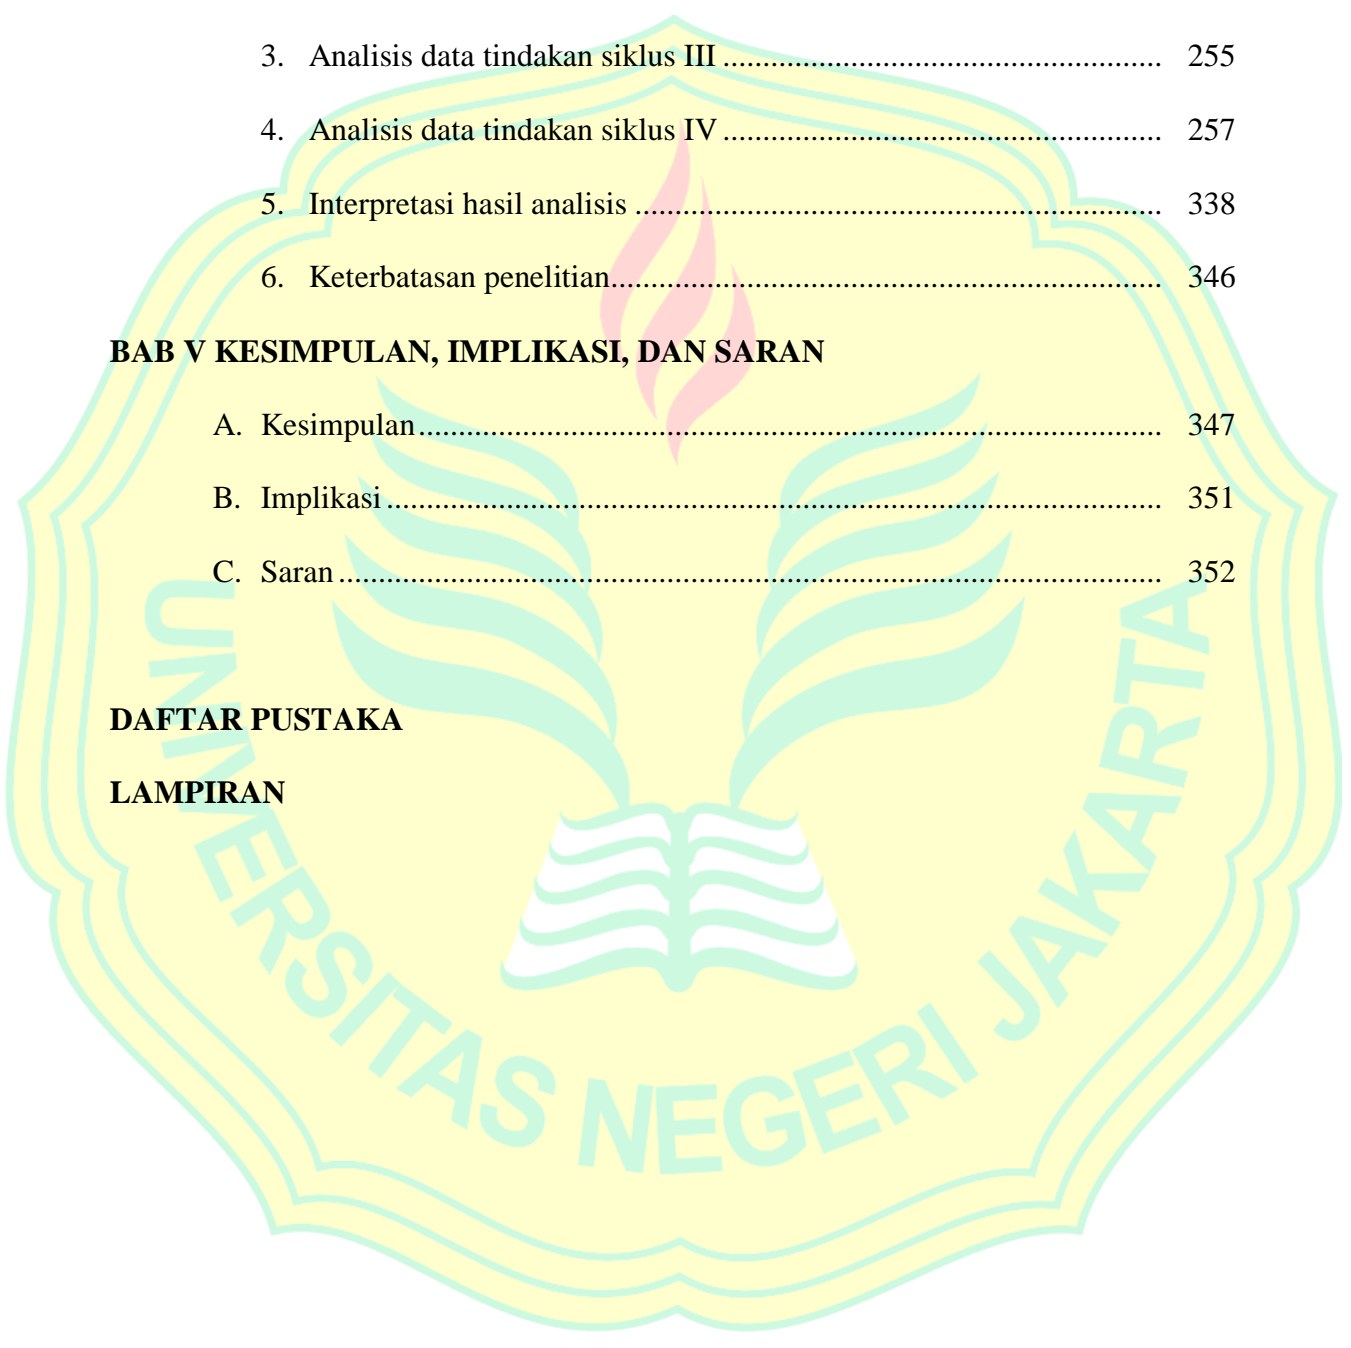 3. Analisis data tindakan siklus III ....................................................... 255
4. Analisis data tindakan siklus IV ....................................................... 257
5. Interpretasi hasil analisis .................................................................. 338
6. Keterbatasan penelitian..................................................................... 346
BAB V KESIMPULAN, IMPLIKASI, DAN SARAN
A. Kesimpulan............................................................................................. 347
B. Implikasi ................................................................................................. 351
C. Saran ....................................................................................................... 352
DAFTAR PUSTAKA
LAMPIRAN
UNIVERSITAS NEGERI JAKARTA